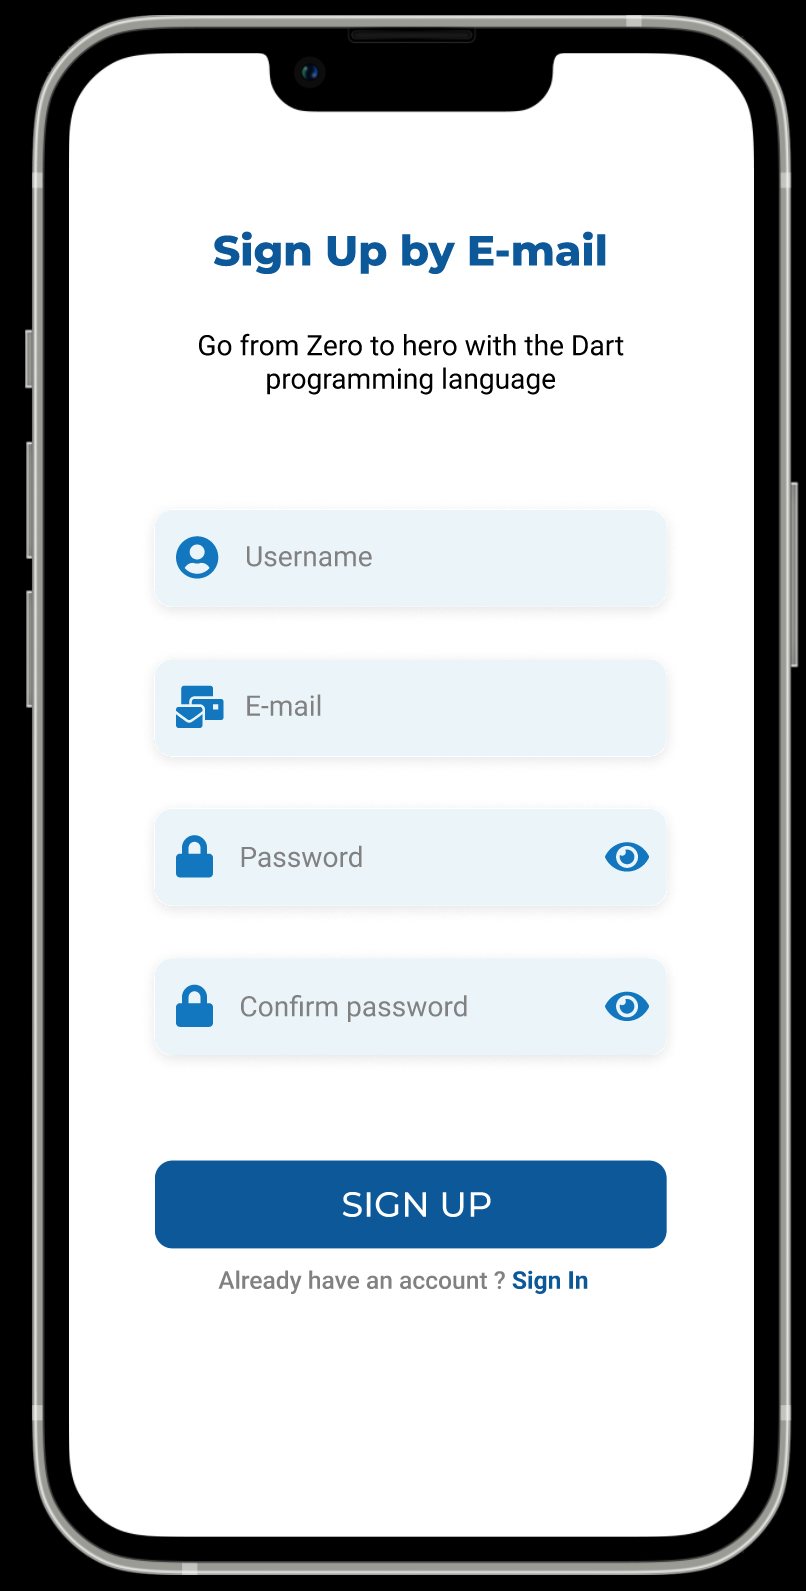 Sign Up by E-mail
Go from Zero to hero with the Dart
programming language
Username
E-mail
Password
Confirm password
SIGN UP
Already have an account ? Sign In